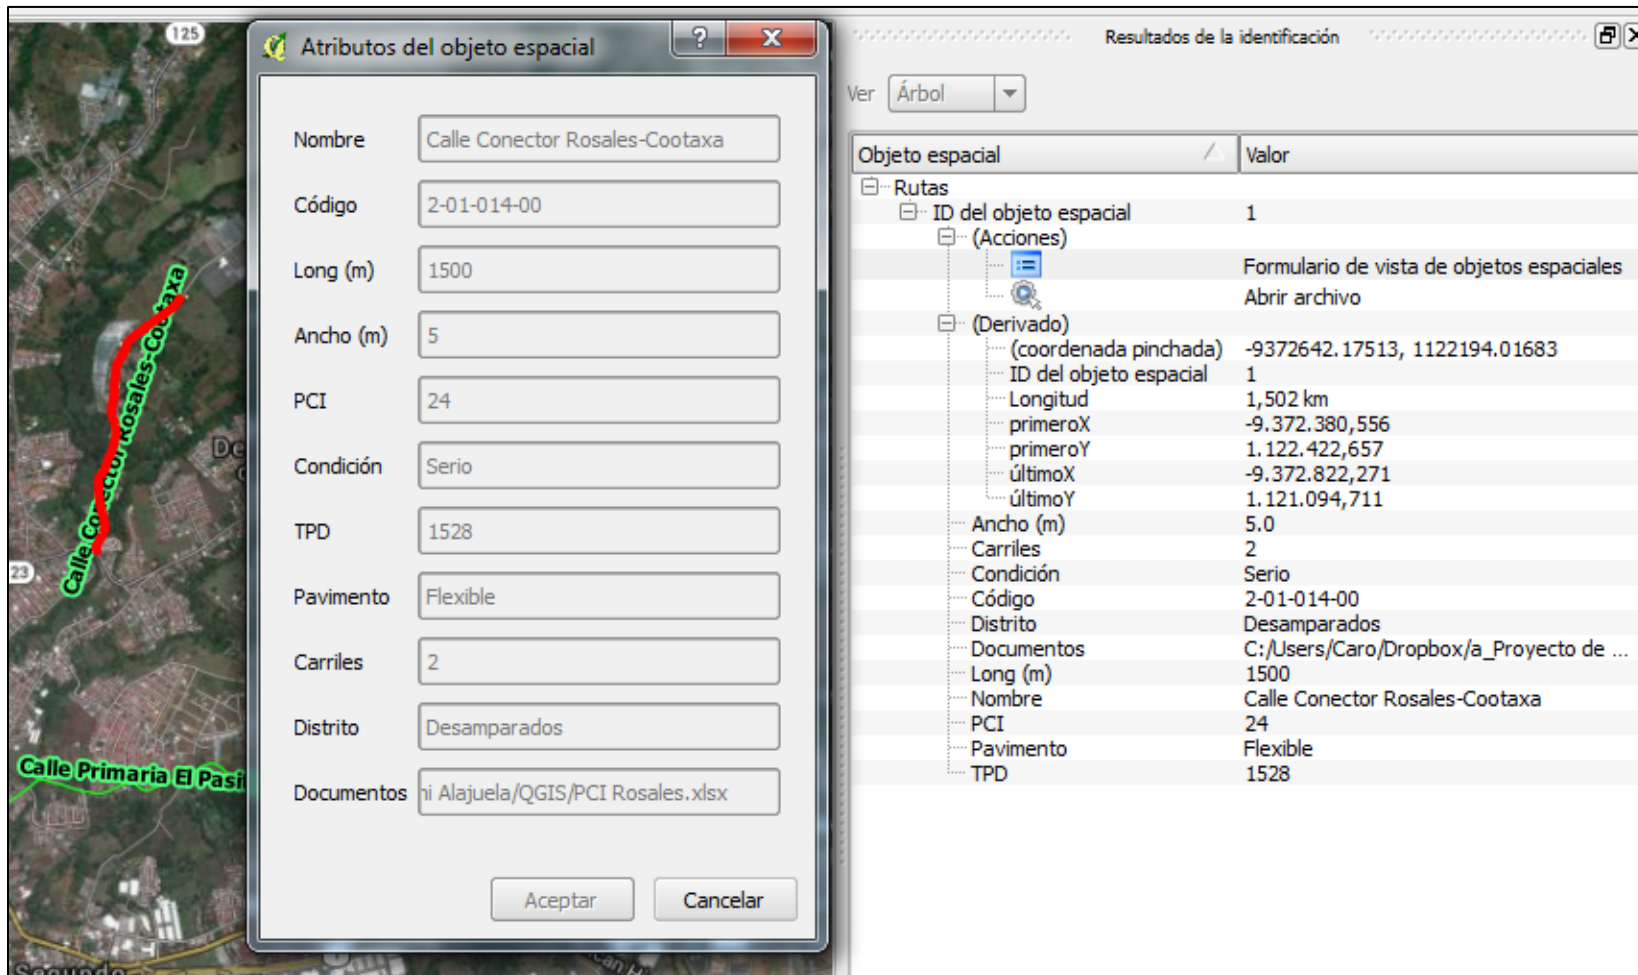 125
Calle Conector Rosales-Cootaxa
De
23
Calle Primaria El Pasit
Segundo
Atributos del objeto espacial
?
X
Nombre Calle Conector Rosales-Cootaxa
Código 2-01-014-00
Long (m) 1500
Ancho (m) 5
PCI 24
Condición Serio
TPD 1528
Pavimento Flexible
Carriles 2
Distrito Desamparados
Documentos ni Alajuela/QGIS/PCI Rosales.xlsx
Aceptar Cancelar
Resultados de la identificación
Ver Árbol
Objeto espacial Valor
Rutas
ID del objeto espacial 1
(Acciones)
Formulario de vista de objetos espaciales
Abrir archivo
(Derivado)
(coordenada pinchada) -9372642.17513, 1122194.01683
ID del objeto espacial 1
Longitud 1,502 km
primeroX -9.372.380,556
primeroY 1.122.422,657
últimoX -9.372.822,271
últimoY 1.121.094,711
Ancho (m) 5.0
Carriles 2
Condición Serio
Código 2-01-014-00
Distrito Desamparados
Documentos C:/Users/Caro/Dropbox/a_Proyecto de ...
Long (m) 1500
Nombre Calle Conector Rosales-Cootaxa
PCI 24
Pavimento Flexible
TPD 1528